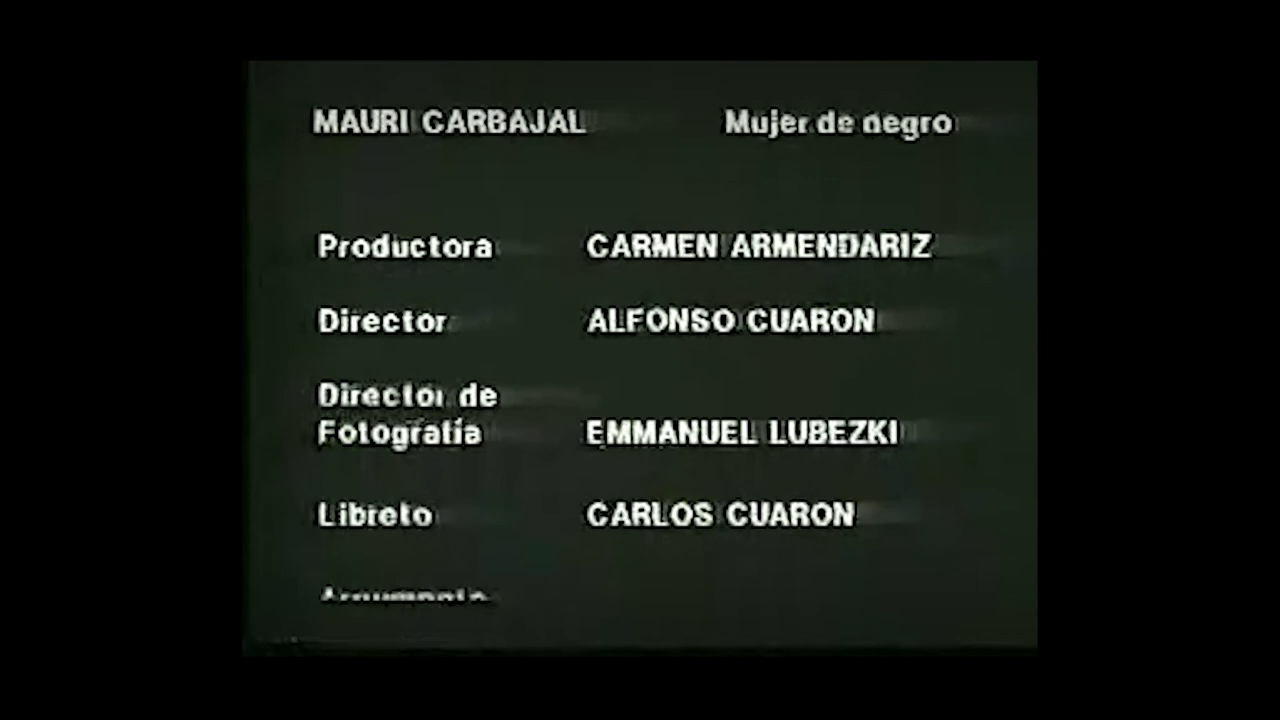 MAURI CARBAJAL Mujer de negro
Productora CARMEN ARMENDARIZ
Director ALFONSO CUARON
Director de
Fotografía EMMANUEL LUBEZKI
Libreto CARLOS CUARON
Argumento